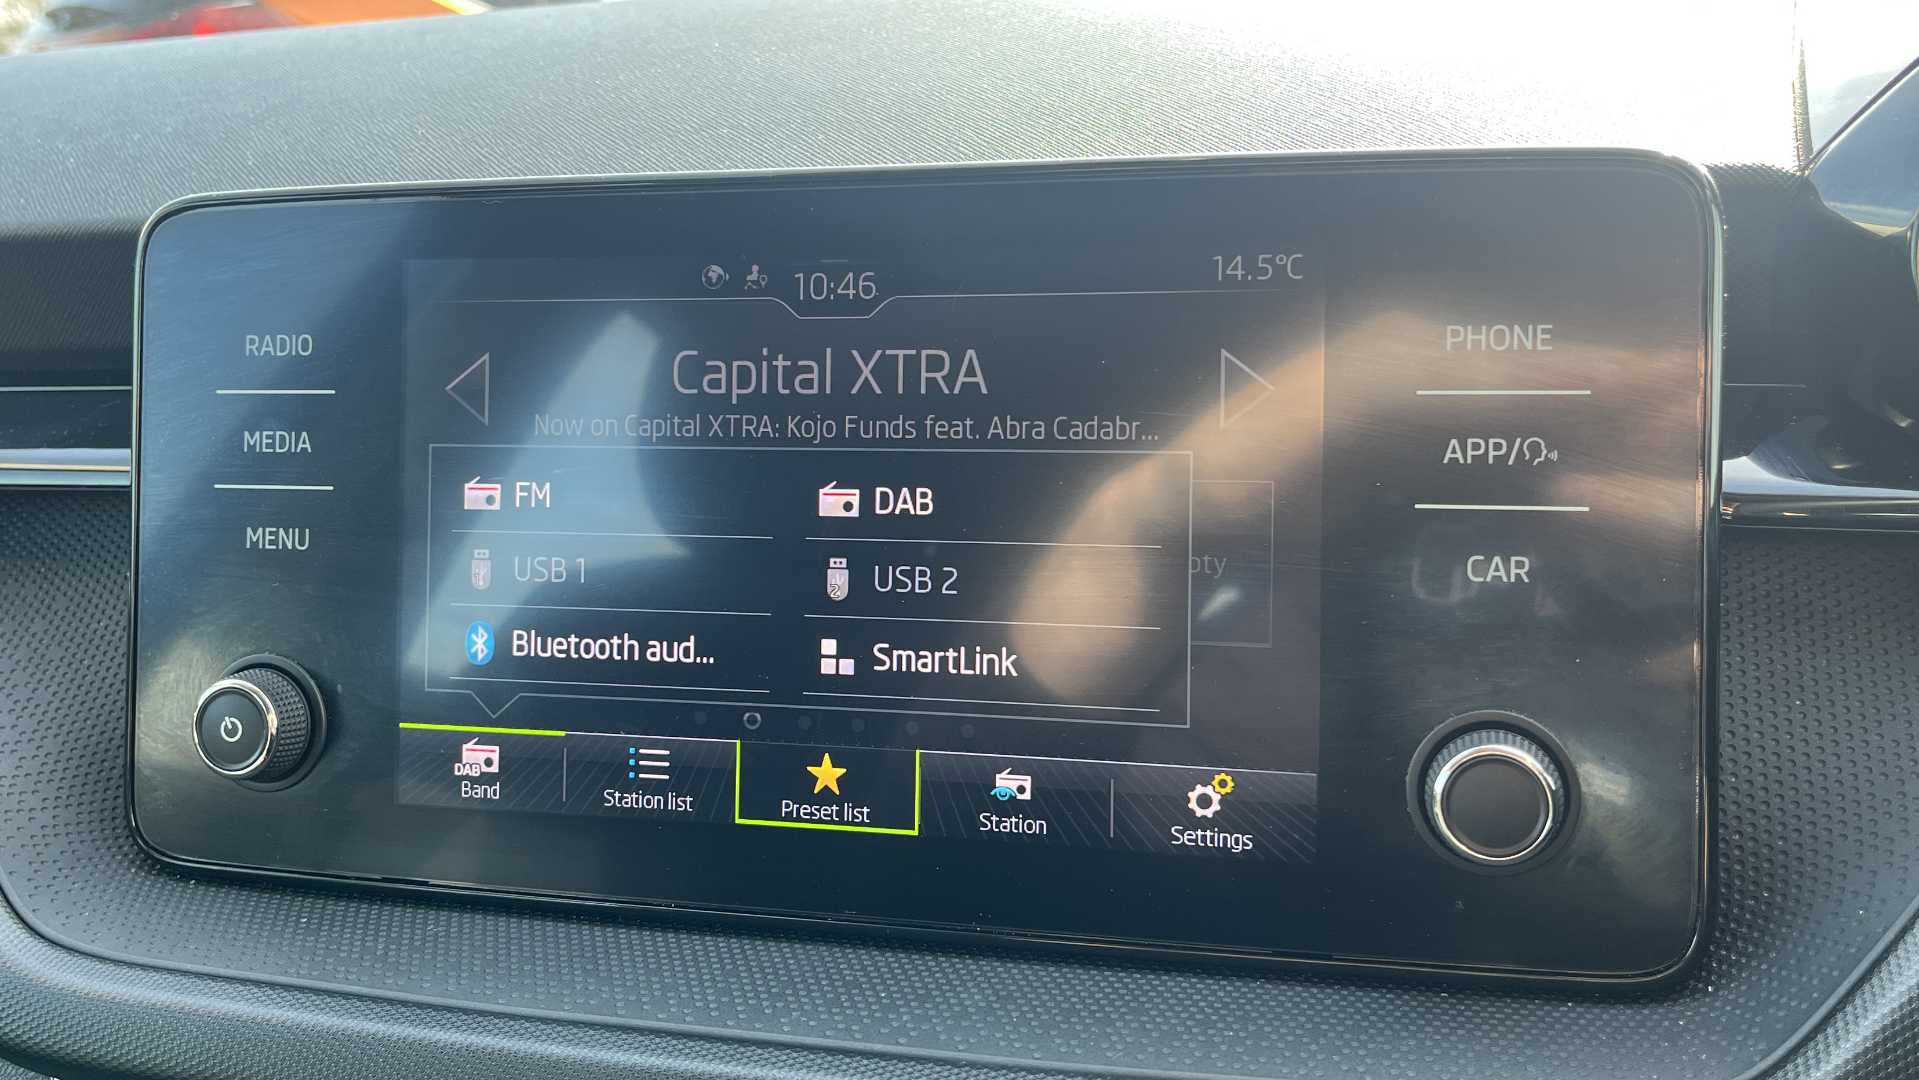 10:46
14.5°C
RADIO
MEDIA
MENU
Capital XTRA
Now on Capital XTRA: Kojo Funds feat. Abra Cadabr...
FM
DAB
USB 1
USB 2
Bluetooth aud...
SmartLink
pty
DAB
Band
Station list
Preset list
Station
Settings
PHONE
APP/
CAR